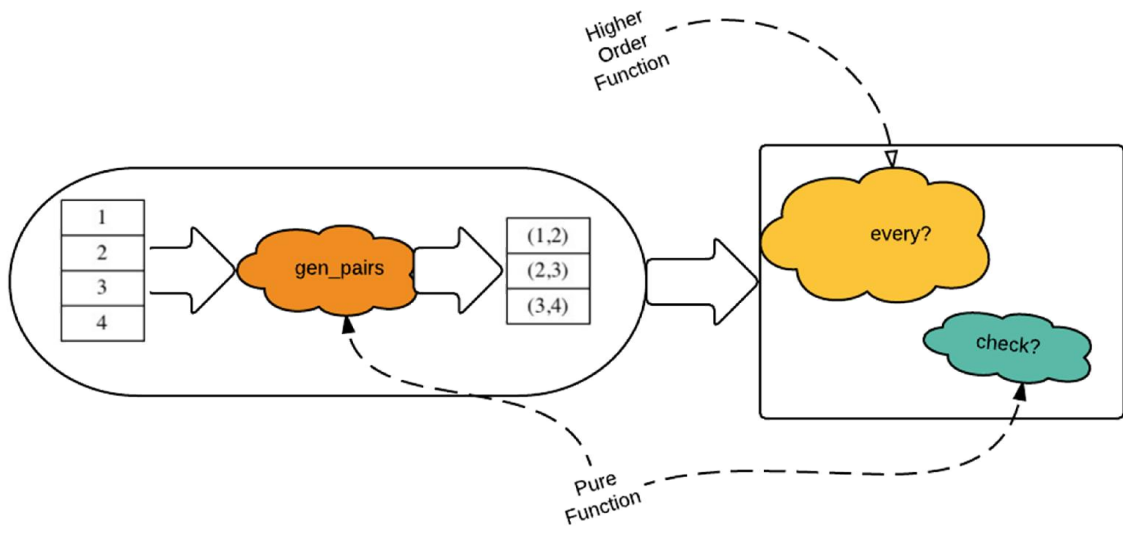 Higher
Order
Function
1
2
3
4
gen_pairs
(1,2)
(2,3)
(3,4)
every?
check?
Pure
Function